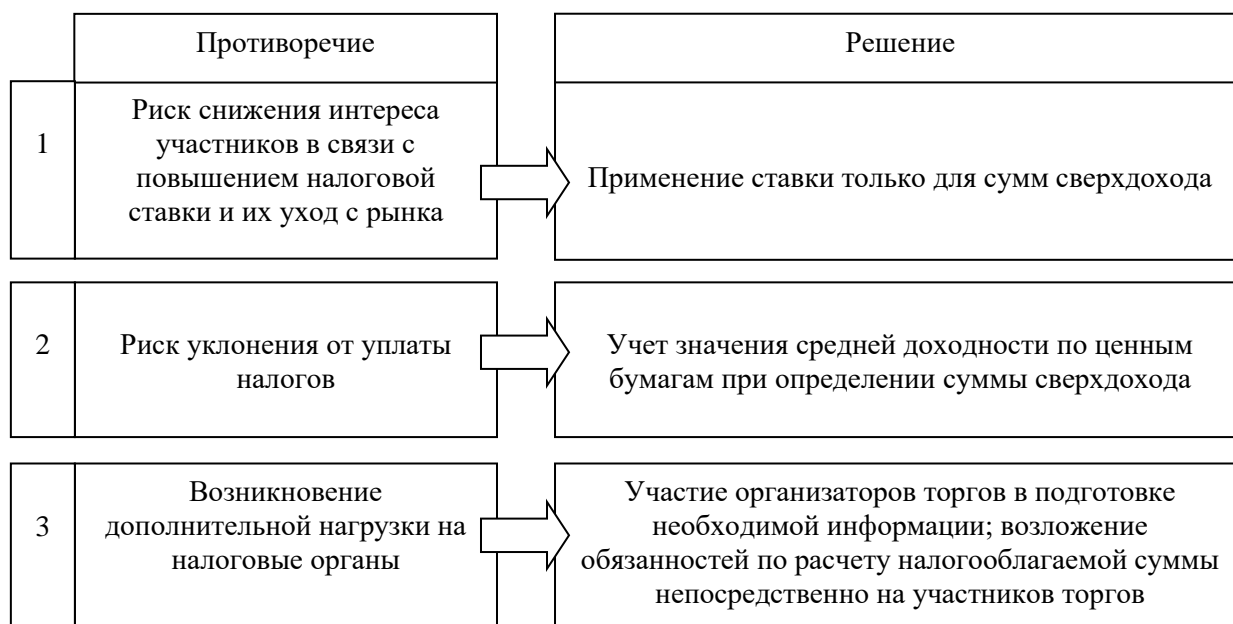 Противоречие
Решение
1
Риск снижения интереса
участников в связи с
повышением налоговой
ставки и их уход с рынка
Применение ставки только для сумм сверхдохода
2
Риск уклонения от уплаты
налогов
Учет значения средней доходности по ценным
бумагам при определении суммы сверхдохода
3
Возникновение
дополнительной нагрузки на
налоговые органы
Участие организаторов торгов в подготовке
необходимой информации; возложение
обязанностей по расчету налогооблагаемой суммы
непосредственно на участников торгов